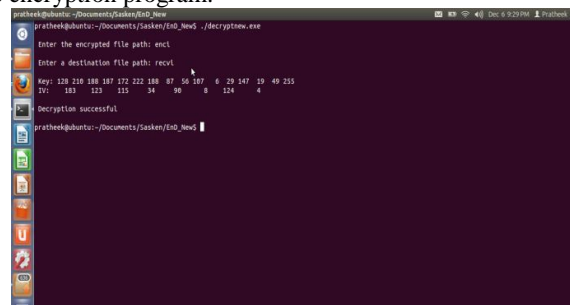 encryption program.
pratheek@ubuntu: ~/Documents/Sasken/EnD_New Dec 6 9:29 PM Pratheek
pratheek@ubuntu:~/Documents/Sasken/EnD_New$ ./decryptnew.exe
Enter the encrypted file path: enci
Enter a destination file path: recvi
Key: 128 210 188 187 172 222 188 87 56 107 6 29 147 19 49 255
IV: 183 123 115 34 90 8 124 4
Decryption successful
pratheek@ubuntu:~/Documents/Sasken/EnD_New$